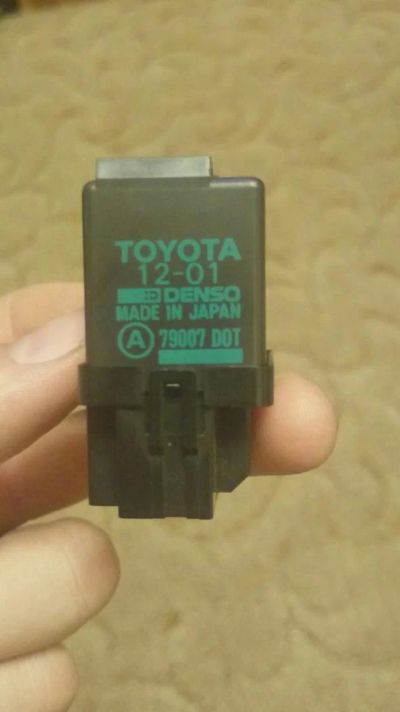 TOYOTA
12-01
DENSO
MADE IN JAPAN
A 79007 DOT